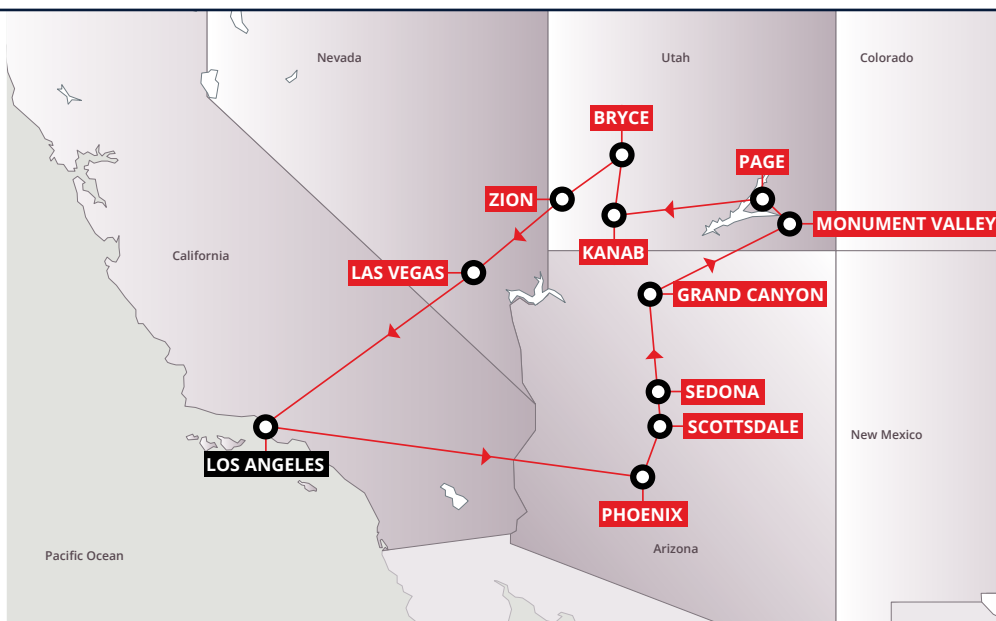 Nevada
Utah
Colorado
BRYCE
PAGE
ZION
MONUMENT VALLEY
KANAB
California
LAS VEGAS
GRAND CANYON
SEDONA
SCOTTSDALE
New Mexico
LOS ANGELES
PHOENIX
Arizona
Pacific Ocean